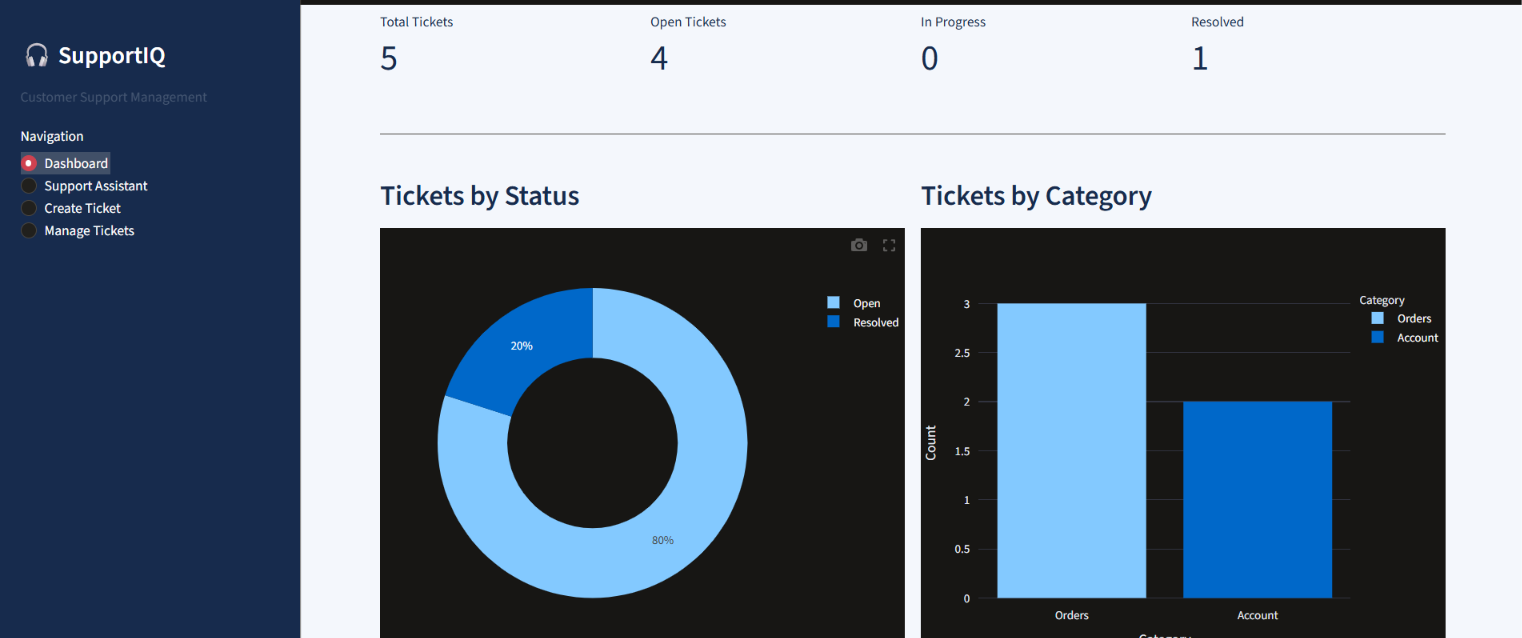 SupportIQ
Customer Support Management
Navigation
Dashboard
Support Assistant
Create Ticket
Manage Tickets
Total Tickets
5
Open Tickets
4
In Progress
0
Resolved
1
Tickets by Status
Open
Resolved
20%
80%
Tickets by Category
Category
Orders
Account
Count
3
2.5
2
1.5
1
0.5
0
Orders
Account
Category